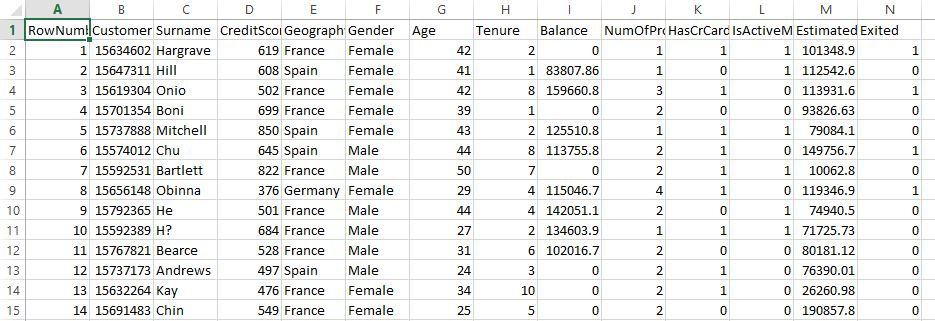 A B C D E F G H I J K L M N
1 RowNum Customer Surname CreditSco Geograph Gender Age Tenure Balance NumOfPro HasCrCard IsActiveM Estimated Exited
2 1 15634602 Hargrave 619 France Female 42 2 0 1 1 1 101348.9 1
3 2 15647311 Hill 608 Spain Female 41 1 83807.86 1 0 1 112542.6 0
4 3 15619304 Onio 502 France Female 42 8 159660.8 3 1 0 113931.6 1
5 4 15701354 Boni 699 France Female 39 1 0 2 0 0 93826.63 0
6 5 15737888 Mitchell 850 Spain Female 43 2 125510.8 1 1 1 79084.1 0
7 6 15574012 Chu 645 Spain Male 44 8 113755.8 2 1 0 149756.7 1
8 7 15592531 Bartlett 822 France Male 50 7 0 2 1 1 10062.8 0
9 8 15656148 Obinna 376 Germany Female 29 4 115046.7 4 1 0 119346.9 1
10 9 15792365 He 501 France Male 44 4 142051.1 2 0 1 74940.5 0
11 10 15592389 H? 684 France Male 27 2 134603.9 1 1 1 71725.73 0
12 11 15767821 Bearce 528 France Male 31 6 102016.7 2 0 0 80181.12 0
13 12 15737173 Andrews 497 Spain Male 24 3 0 2 1 0 76390.01 0
14 13 15632264 Kay 476 France Female 34 10 0 2 1 0 26260.98 0
15 14 15691483 Chin 549 France Female 25 5 0 2 0 0 190857.8 0